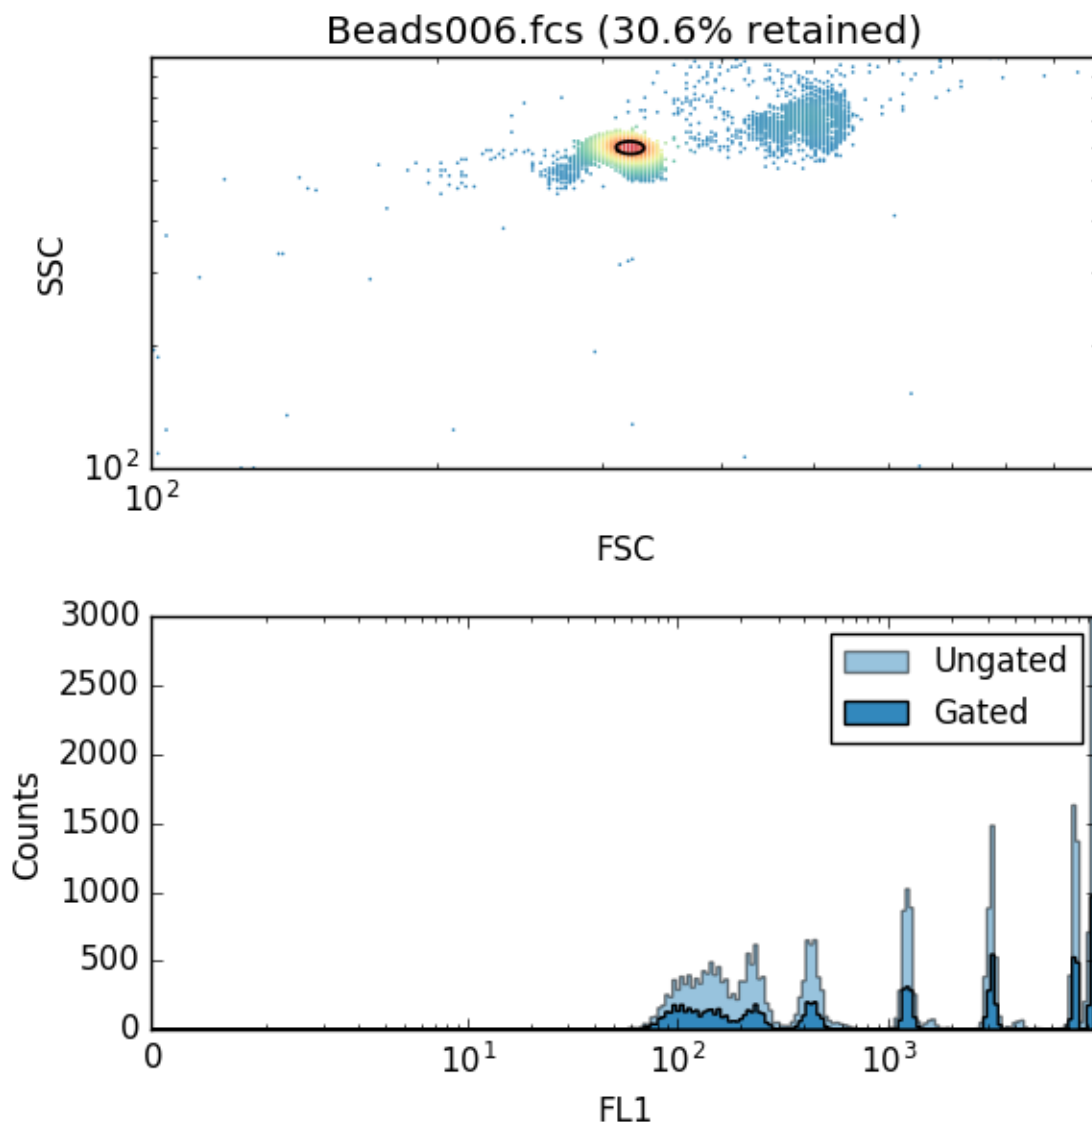 Beads006.fcs (30.6% retained)
SSC
10²
10²
FSC
3000
2500
2000
1500
1000
500
0
Counts
Ungated
Gated
0
10¹
10²
10³
FL1